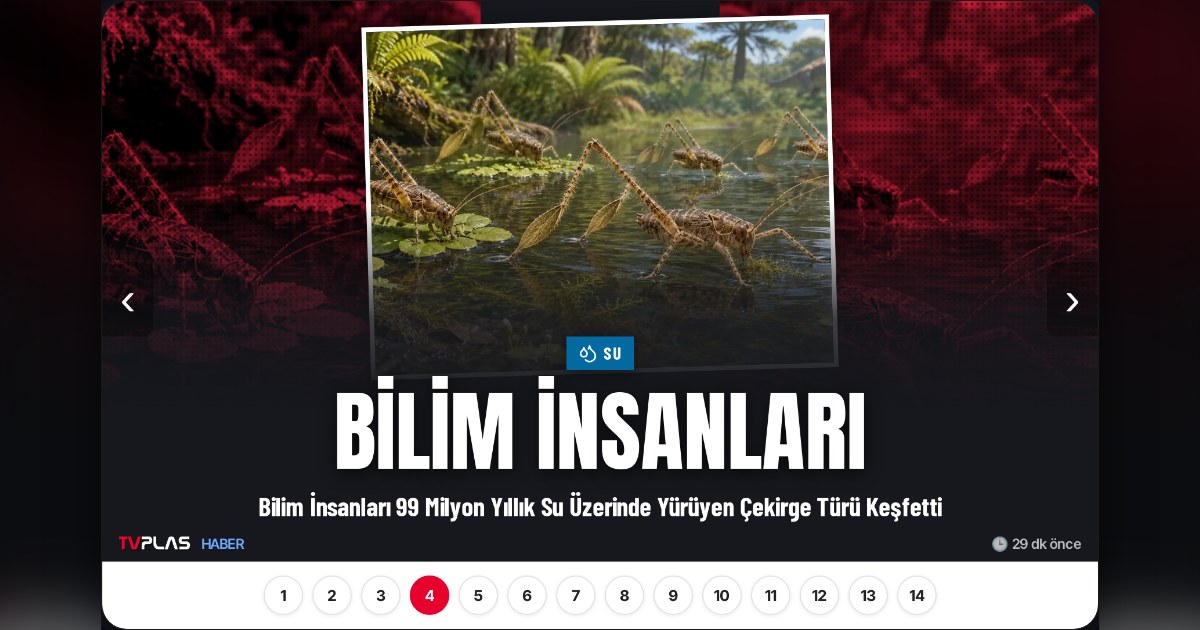 SU
BİLİM İNSANLARI
Bilim İnsanları 99 Milyon Yıllık Su Üzerinde Yürüyen Çekirge Türü Keşfetti
TVPLAS HABER
29 dk önce
1 2 3 4 5 6 7 8 9 10 11 12 13 14